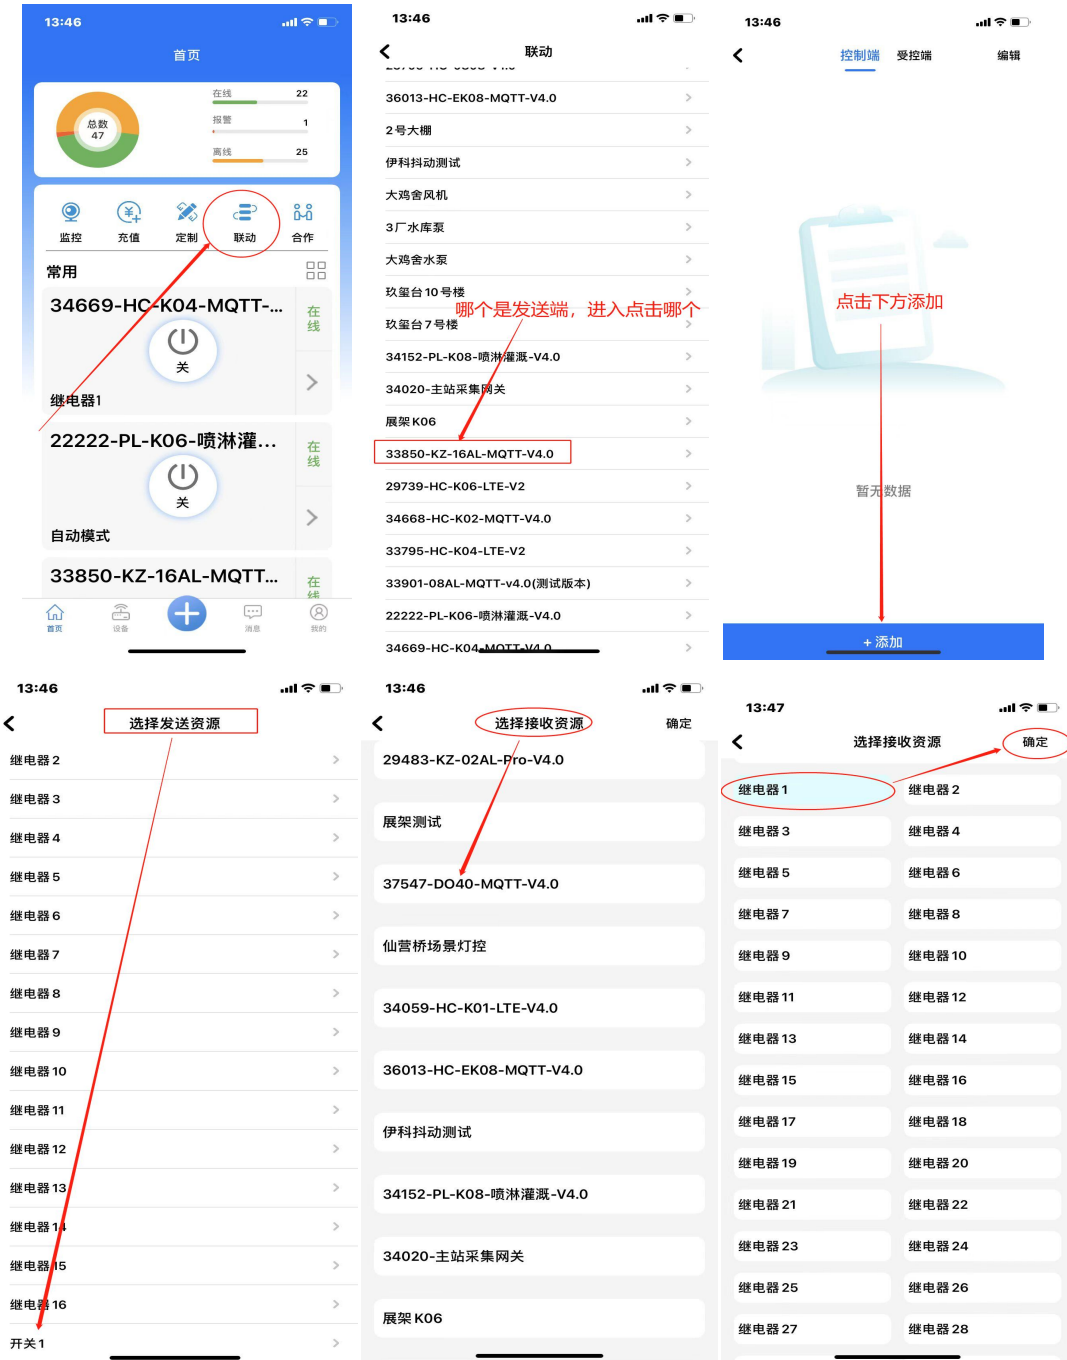 13:46
首页
在线 22
总数
47
报警 1
离线 25
监控 充值 定制 联动 合作
常用
34669-HC-K04-MQTT-...
在线
关
继电器1
22222-PL-K06-喷淋灌...
在线
关
自动模式
33850-KZ-16AL-MQTT...
在
首页 设备 消息 我的
13:46
联动
36013-HC-EK08-MQTT-V4.0
2号大棚
伊科抖动测试
大鸡舍风机
3厂水库泵
大鸡舍水泵
玖玺台10号楼
哪个是发送端，进入点击哪个
玖玺台7号楼
34152-PL-K08-喷淋灌溉-V4.0
34020-主站采集网关
展架K06
33850-KZ-16AL-MQTT-V4.0
29739-HC-K06-LTE-V2
34668-HC-K02-MQTT-V4.0
33795-HC-K04-LTE-V2
33901-08AL-MQTT-v4.0(测试版本)
22222-PL-K06-喷淋灌溉-V4.0
34669-HC-K04-MQTT-V4.0
13:46
控制端 受控端 编辑
点击下方添加
暂无数据
+添加
13:46
选择发送资源
继电器2
继电器3
继电器4
继电器5
继电器6
继电器7
继电器8
继电器9
继电器10
继电器11
继电器12
继电器13
继电器14
继电器15
继电器16
开关1
13:46
选择接收资源 确定
29483-KZ-02AL-Pro-V4.0
展架测试
37547-DO40-MQTT-V4.0
仙营桥场景灯控
34059-HC-K01-LTE-V4.0
36013-HC-EK08-MQTT-V4.0
伊科抖动测试
34152-PL-K08-喷淋灌溉-V4.0
34020-主站采集网关
展架K06
13:47
选择接收资源 确定
继电器1 继电器2
继电器3 继电器4
继电器5 继电器6
继电器7 继电器8
继电器9 继电器10
继电器11 继电器12
继电器13 继电器14
继电器15 继电器16
继电器17 继电器18
继电器19 继电器20
继电器21 继电器22
继电器23 继电器24
继电器25 继电器26
继电器27 继电器28